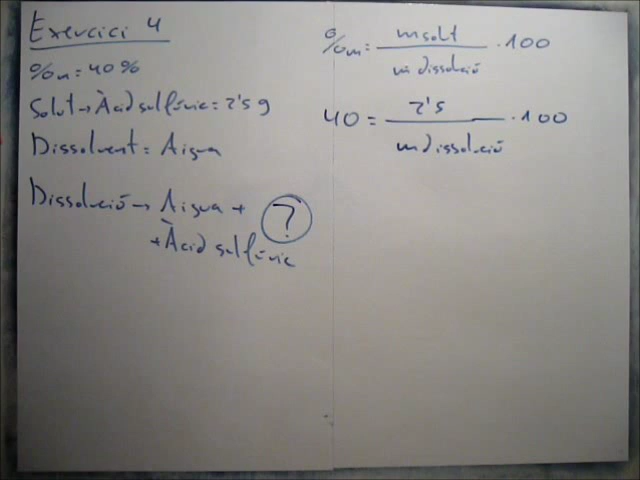 Exercici 4
%m = 40%
Solut → Àcid sulfúric = 2's g
Dissolvent = Aigua
Dissolució → Aigua + ?
+ Àcid sulfúric
%m = m solut / m dissolució · 100
40 = 2's / m dissolució · 100